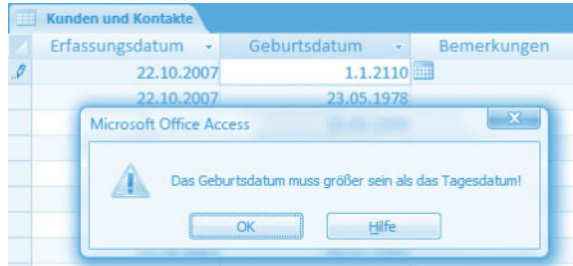 Kunden und Kontakte
Erfassungsdatum Geburtsdatum Bemerkungen
22.10.2007 1.1.2110
22.10.2007 23.05.1978
Microsoft Office Access
Das Geburtsdatum muss größer sein als das Tagesdatum!
OK Hilfe